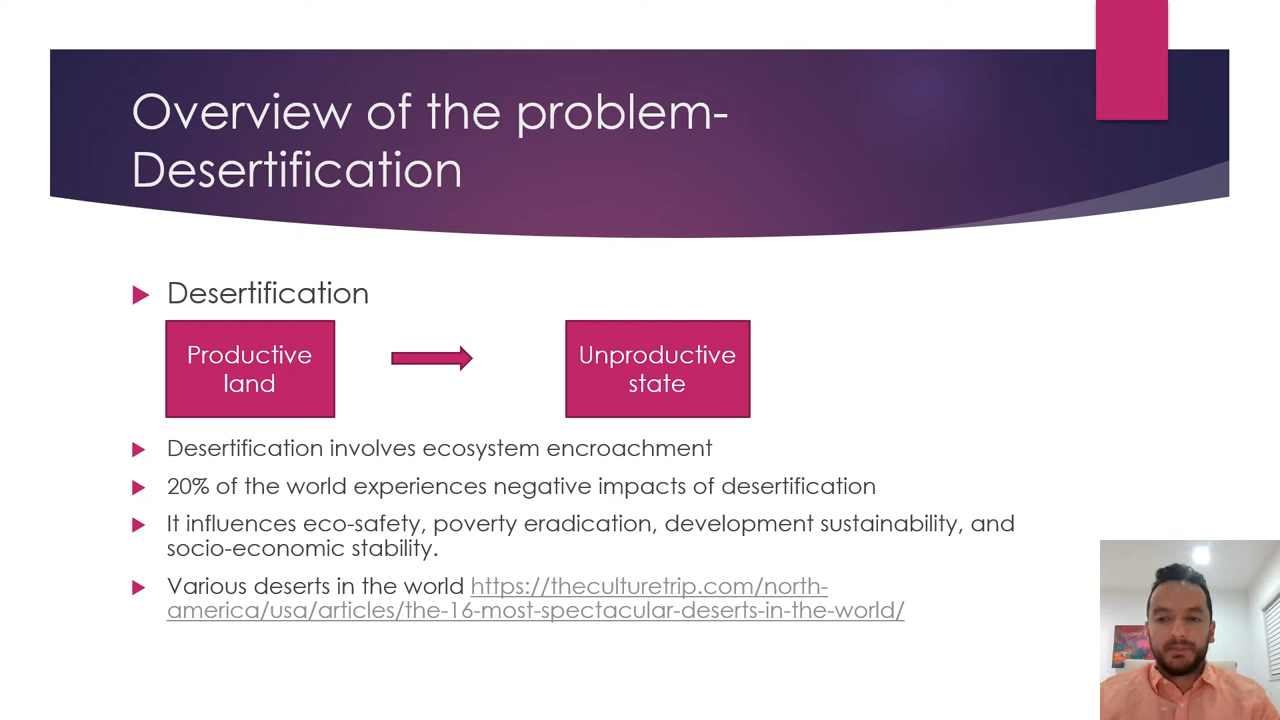 Overview of the problem-
Desertification
Desertification
Productive
land
Unproductive
state
Desertification involves ecosystem encroachment
20% of the world experiences negative impacts of desertification
It influences eco-safety, poverty eradication, development sustainability, and
socio-economic stability.
Various deserts in the world https://theculturetrip.com/north-
america/usa/articles/the-16-most-spectacular-deserts-in-the-world/